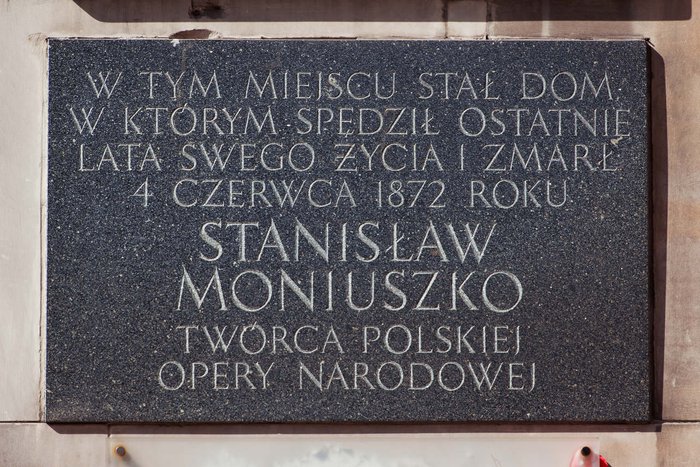 W TYM MIEJSCU STAŁ DOM
W KTÓRYM SPĘDZIŁ OSTATNIE
LATA SWEGO ŻYCIA I ZMARŁ
4 CZERWCA 1872 ROKU
STANISŁAW
MONIUSZKO
TWÓRCA POLSKIEJ
OPERY NARODOWEJ